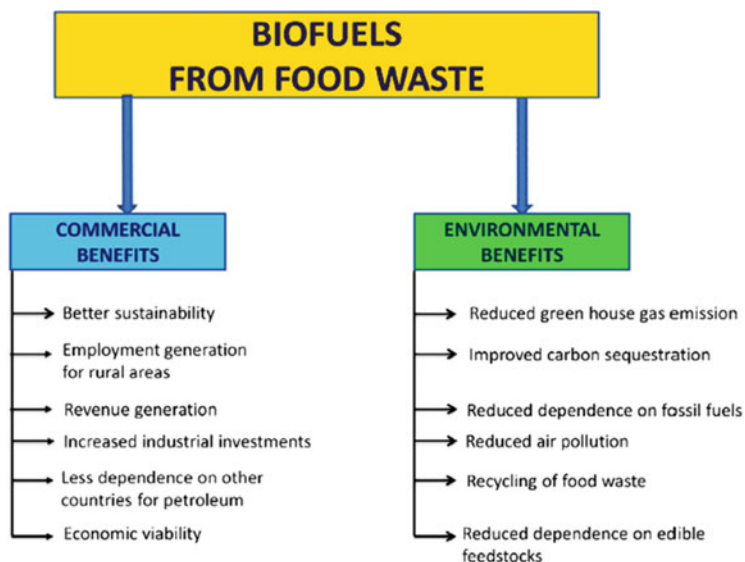 BIOFUELS
FROM FOOD WASTE
COMMERCIAL
BENEFITS
Better sustainability
Employment generation
for rural areas
Revenue generation
Increased industrial investments
Less dependence on other
countries for petroleum
Economic viability
ENVIRONMENTAL
BENEFITS
Reduced green house gas emission
Improved carbon sequestration
Reduced dependence on fossil fuels
Reduced air pollution
Recycling of food waste
Reduced dependence on edible
feedstocks